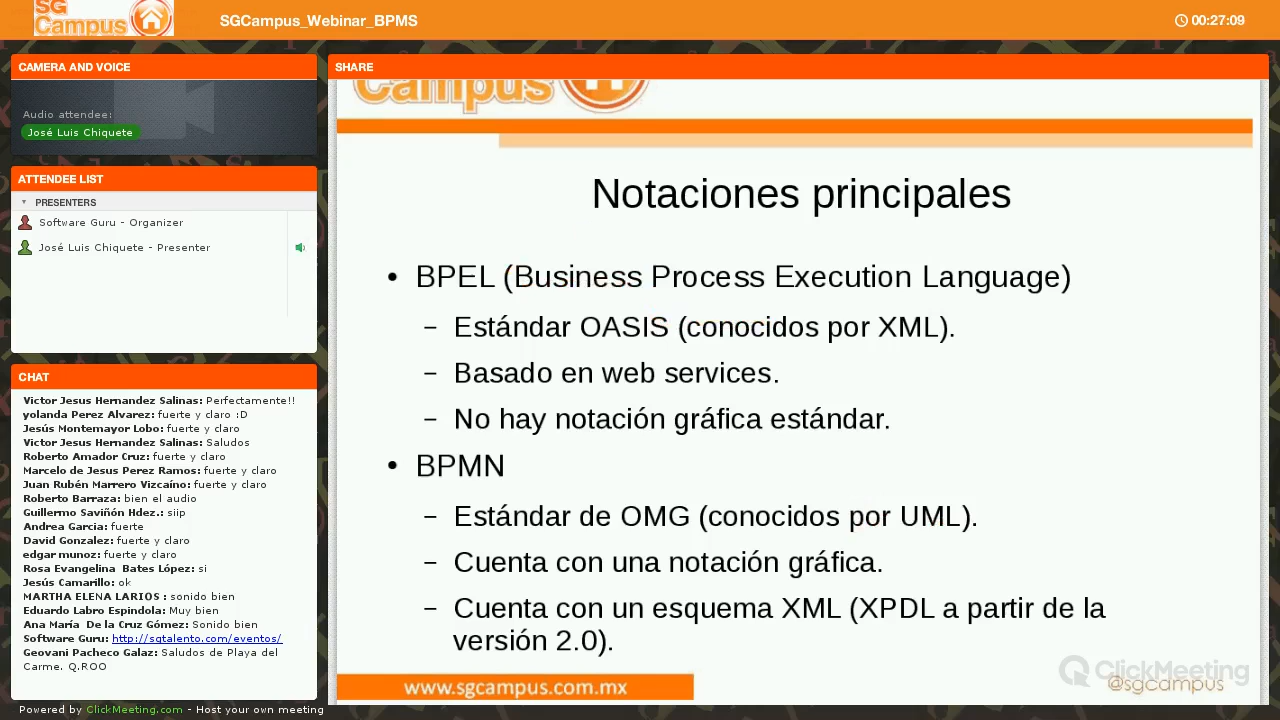 SG
Campus
SGCampus_Webinar_BPMS
00:27:09
CAMERA AND VOICE
Audio attendee:
José Luis Chiquete
ATTENDEE LIST
PRESENTERS
Software Guru - Organizer
José Luis Chiquete - Presenter
CHAT
Victor Jesus Hernandez Salinas: Perfectamente!!
yolanda Perez Alvarez: fuerte y claro :D
Jesús Montemayor Lobo: fuerte y claro
Victor Jesus Hernandez Salinas: Saludos
Roberto Amador Cruz: fuerte y claro
Marcelo de Jesus Perez Ramos: fuerte y claro
Juan Rubén Marrero Vizcaíno: fuerte y claro
Roberto Barraza: bien el audio
Guillermo Saviñón Hdez.: siip
Andrea Garcia: fuerte
David Gonzalez: fuerte y claro
edgar munoz: fuerte y claro
Rosa Evangelina Bates López: si
Jesús Camarillo: ok
MARTHA ELENA LARIOS : sonido bien
Eduardo Labro Espindola: Muy bien
Ana María De la Cruz Gómez: Sonido bien
Software Guru: http://sgtalento.com/eventos/
Geovani Pacheco Galaz: Saludos de Playa del
Carme. Q.ROO
Powered by ClickMeeting.com - Host your own meeting
SHARE
Campus
Notaciones principales
• BPEL (Business Process Execution Language)
– Estándar OASIS (conocidos por XML).
– Basado en web services.
– No hay notación gráfica estándar.
• BPMN
– Estándar de OMG (conocidos por UML).
– Cuenta con una notación gráfica.
– Cuenta con un esquema XML (XPDL a partir de la
versión 2.0).
www.sgcampus.com.mx
ClickMeeting
@sgcampus